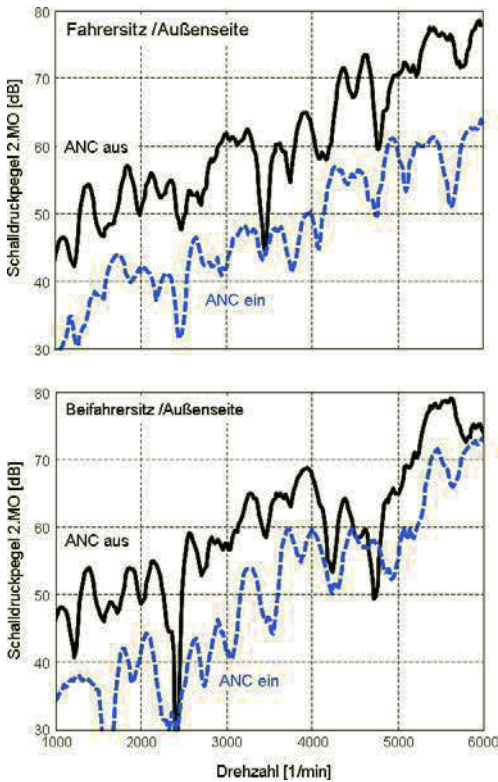 80
Fahrersitz /Außenseite
70
60
50
40
30
Schalldruckpegel 2.MO [dB]
ANC aus
ANC ein
80
Beifahrersitz /Außenseite
70
60
50
40
30
Schalldruckpegel 2.MO [dB]
ANC aus
ANC ein
1000 2000 3000 4000 5000 6000
Drehzahl [1/min]